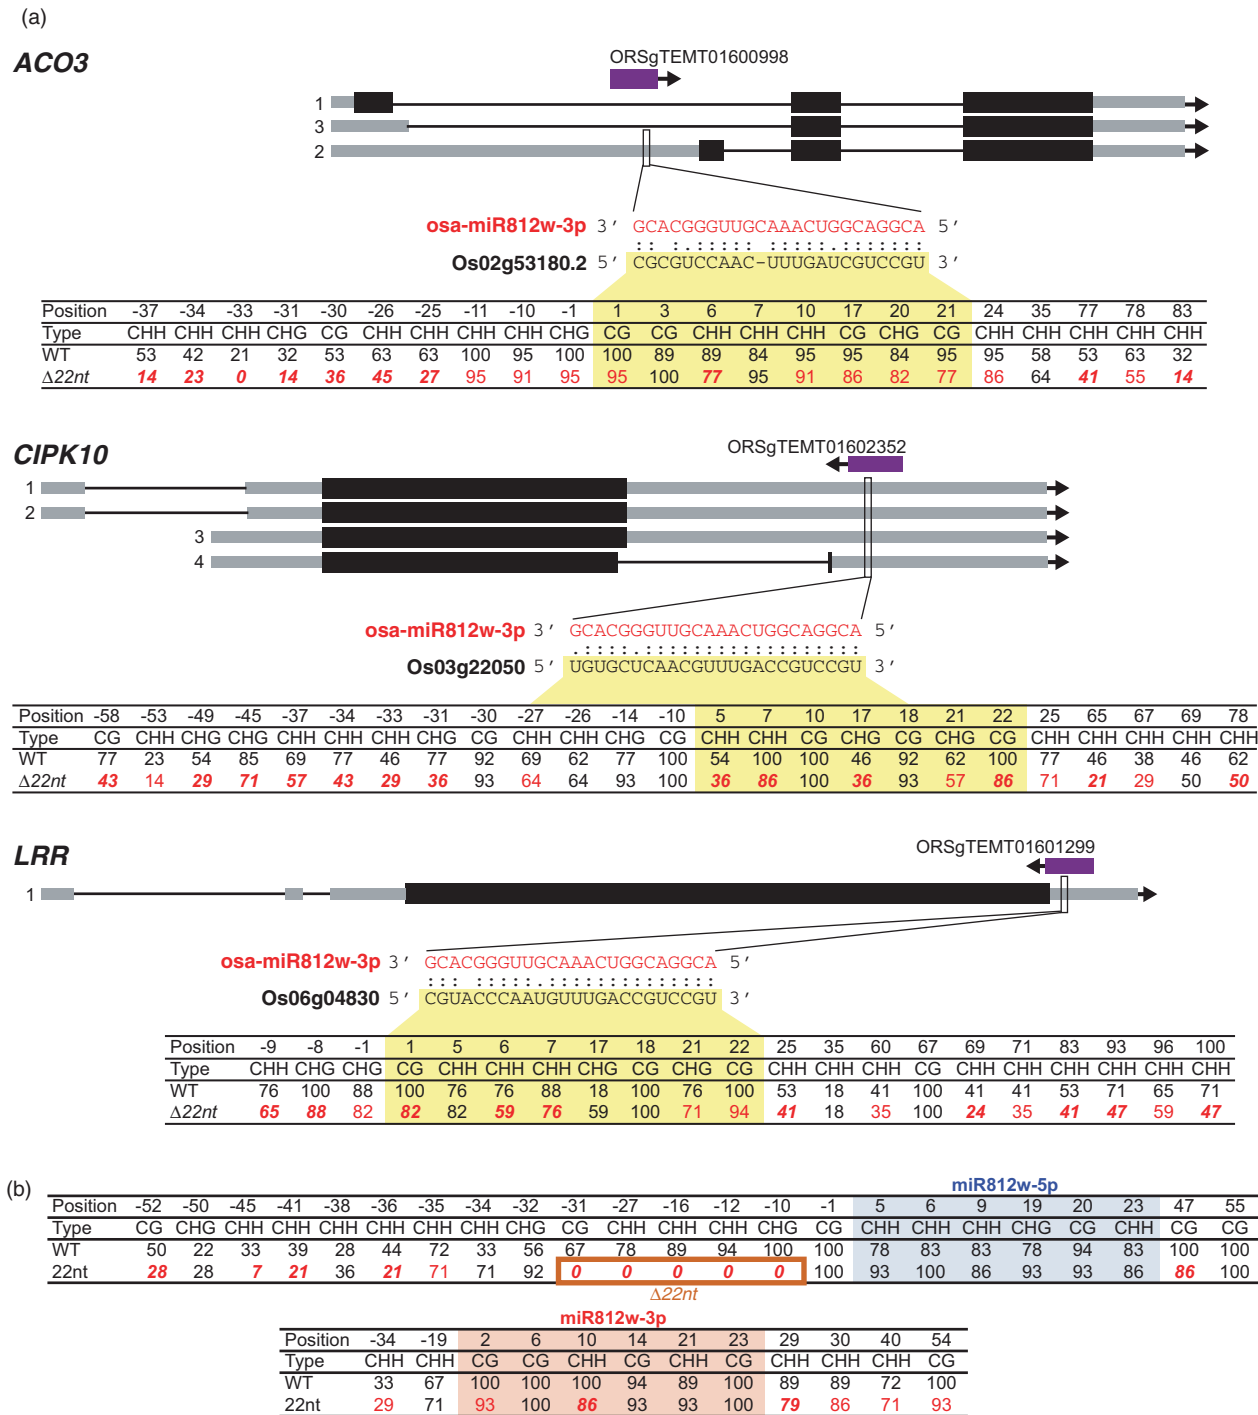 (a)
ACO3
ORSgTEMT01600998
1
3
2
osa-miR812w-3p 3′ GCACGGGUUGCAAACUGGCAGGCA 5′
:: :.::::: :::::.:::::::
Os02g53180.2 5′ CGCGUCCAAC-UUUGAUCGUCCGU 3′
Position -37 -34 -33 -31 -30 -26 -25 -11 -10 -1 1 3 6 7 10 17 20 21 24 35 77 78 83
Type CHH CHH CHH CHG CG CHH CHH CHH CHH CHG CG CG CHH CHH CHH CG CHG CG CHH CHH CHH CHH CHH
WT 53 42 21 32 53 63 63 100 95 100 100 89 89 84 95 95 84 95 95 58 53 63 32
Δ22nt 14 23 0 14 36 45 27 95 91 95 95 100 77 95 91 86 82 77 86 64 41 55 14
CIPK10
ORSgTEMT01602352
1
2
3
4
osa-miR812w-3p 3′ GCACGGGUUGCAAACUGGCAGGCA 5′
.::::.::::::::::::::::::
Os03g22050 5′ UGUGCUCAACGUUUGACCGUCCGU 3′
Position -58 -53 -49 -45 -37 -34 -33 -31 -30 -27 -26 -14 -10 5 7 10 17 18 21 22 25 65 67 69 78
Type CG CHH CHG CHG CHH CHH CHH CHH CG CHH CHH CHG CG CHH CHH CG CHG CG CHG CG CHH CHH CHH CHH CHH
WT 77 23 54 85 69 77 46 77 92 69 62 77 100 54 100 100 46 92 62 100 77 46 38 46 62
Δ22nt 43 14 29 71 57 43 29 36 93 64 64 93 100 36 86 100 36 93 57 86 71 21 29 50 50
LRR
ORSgTEMT01601299
1
osa-miR812w-3p 3′ GCACGGGUUGCAAACUGGCAGGCA 5′
::: :::::.::::::::::::::
Os06g04830 5′ CGUACCCAAUGUUUGACCGUCCGU 3′
Position -9 -8 -1 1 5 6 7 17 18 21 22 25 35 60 67 69 71 83 93 96 100
Type CHH CHG CHG CG CHH CHH CHH CHG CG CHG CG CHH CHH CHH CG CHH CHH CHH CHH CHH CHH
WT 76 100 88 100 76 76 88 18 100 76 100 53 18 41 100 41 41 53 71 65 71
Δ22nt 65 88 82 82 82 59 76 59 100 71 94 41 18 35 100 24 35 41 47 59 47
(b)
miR812w-5p
Position -52 -50 -45 -41 -38 -36 -35 -34 -32 -31 -27 -16 -12 -10 -1 5 6 9 19 20 23 47 55
Type CG CHG CHH CHH CHH CHH CHH CHH CHG CG CHH CHH CHH CHG CG CHH CHH CHH CHG CG CHH CG CG
WT 50 22 33 39 28 44 72 33 56 67 78 89 94 100 100 78 83 83 78 94 83 100 100
22nt 28 28 7 21 36 21 71 71 92 0 0 0 0 0 100 93 100 86 93 93 86 86 100
Δ22nt
miR812w-3p
Position -34 -19 2 6 10 14 21 23 29 30 40 54
Type CHH CHH CG CG CHH CG CHH CG CHH CHH CHH CG
WT 33 67 100 100 100 94 89 100 89 89 72 100
22nt 29 71 93 100 86 93 93 100 79 86 71 93